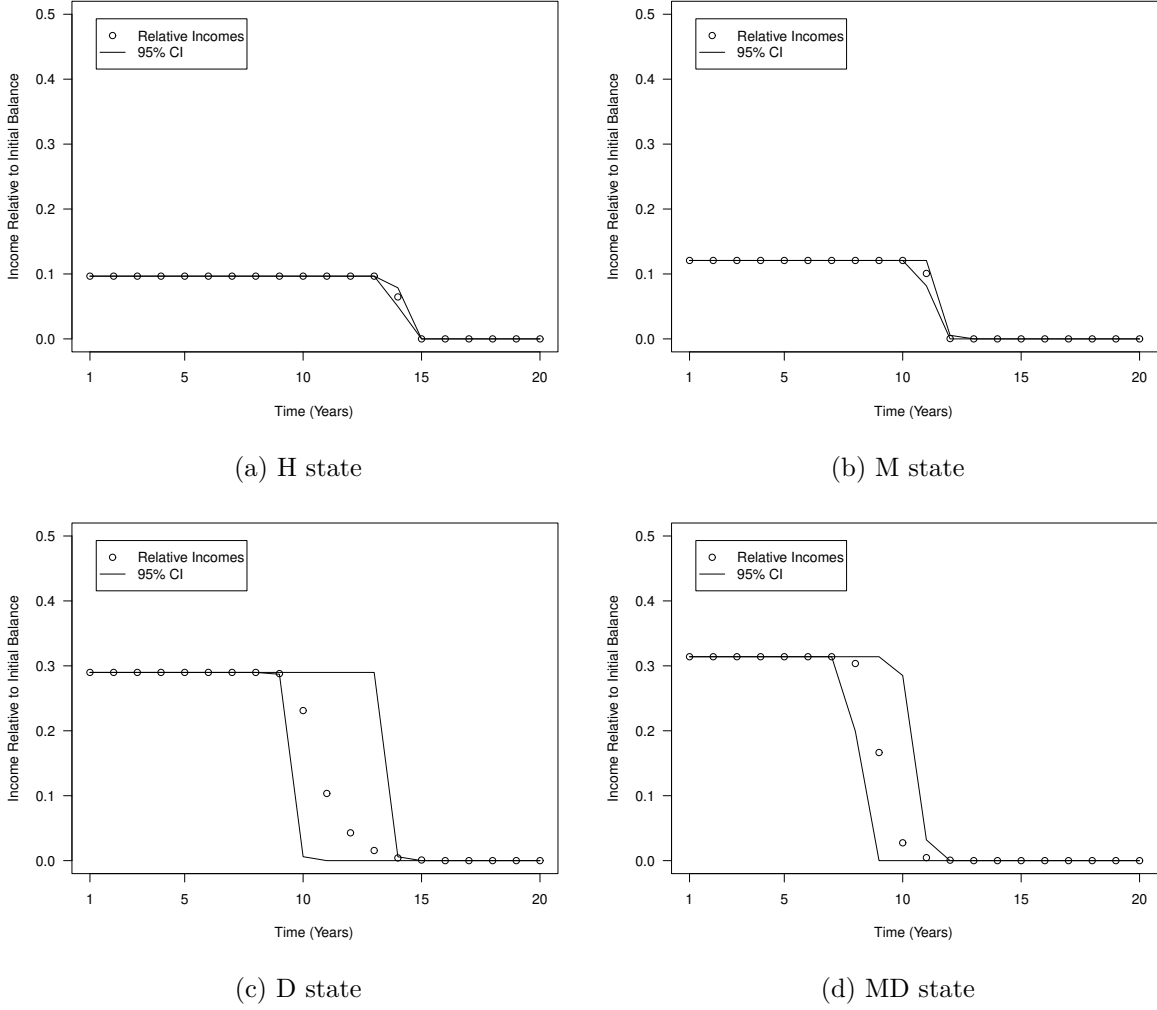 Income Relative to Initial Balance
0.5
0.4
0.3
0.2
0.1
0.0
Relative Incomes
95% CI
1 5 10 15 20
Time (Years)
(a) H state
Income Relative to Initial Balance
0.5
0.4
0.3
0.2
0.1
0.0
Relative Incomes
95% CI
1 5 10 15 20
Time (Years)
(b) M state
Income Relative to Initial Balance
0.5
0.4
0.3
0.2
0.1
0.0
Relative Incomes
95% CI
1 5 10 15 20
Time (Years)
(c) D state
Income Relative to Initial Balance
0.5
0.4
0.3
0.2
0.1
0.0
Relative Incomes
95% CI
1 5 10 15 20
Time (Years)
(d) MD state